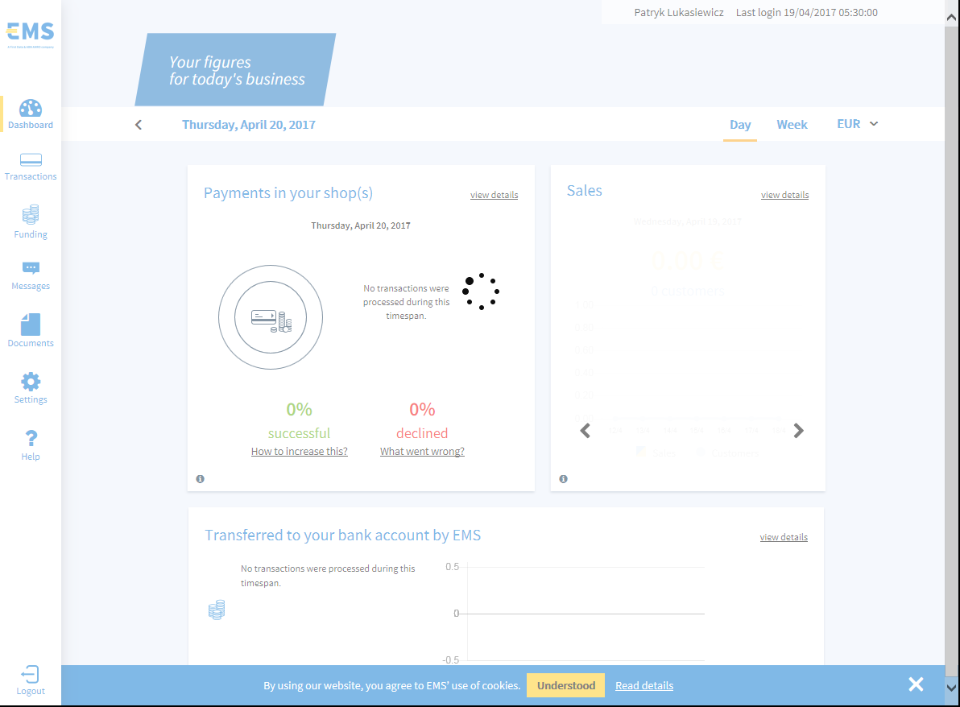 Patryk Lukasiewicz Last login 19/04/2017 05:30:00
EMS
Your figures
for today's business
Dashboard
Transactions
Funding
Messages
Documents
Settings
Help
Logout
Thursday, April 20, 2017
Day Week EUR
Payments in your shop(s)
view details
Thursday, April 20, 2017
No transactions were
processed during this
timespan.
0%
successful
How to increase this?
0%
declined
What went wrong?
Sales
view details
Transferred to your bank account by EMS
view details
No transactions were processed during this
timespan.
0.5
0
-0.5
By using our website, you agree to EMS' use of cookies. Understood Read details